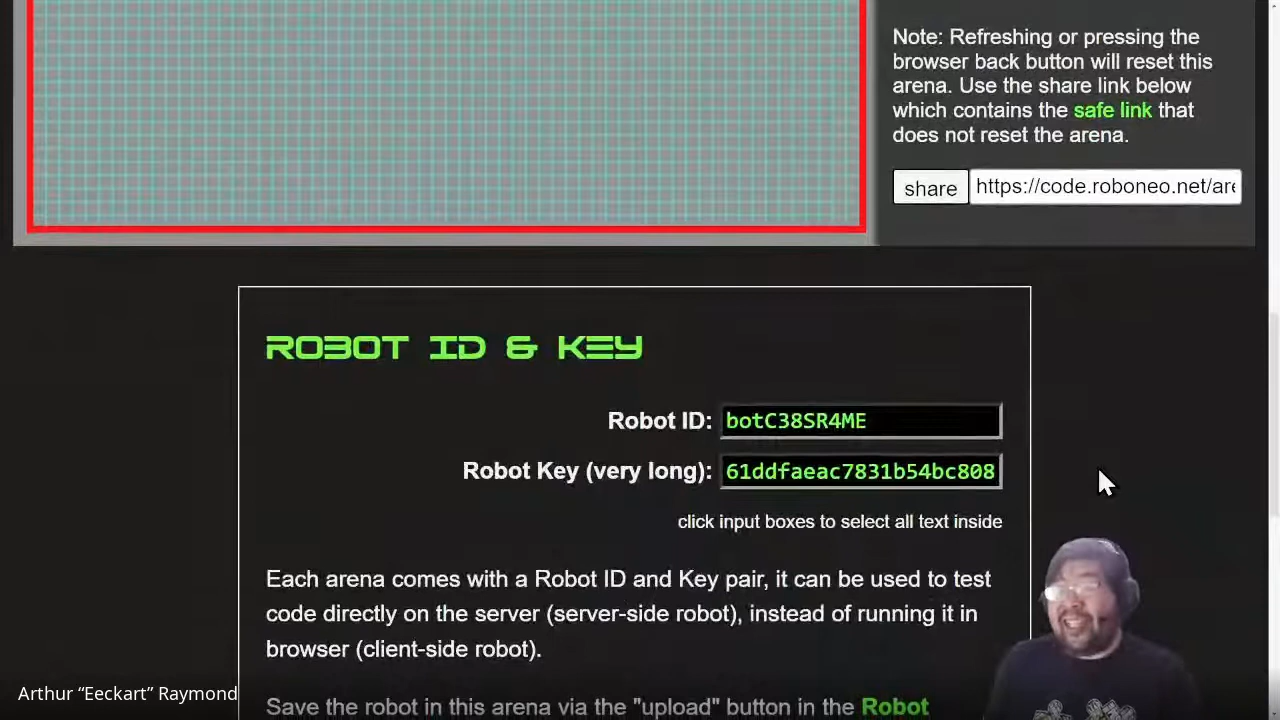 Note: Refreshing or pressing the
browser back button will reset this
arena. Use the share link below
which contains the safe link that
does not reset the arena.
share https://code.roboneo.net/are
ROBOT ID & KEY
Robot ID: botC38SR4ME
Robot Key (very long): 61ddfaeac7831b54bc808
click input boxes to select all text inside
Each arena comes with a Robot ID and Key pair, it can be used to test
code directly on the server (server-side robot), instead of running it in
browser (client-side robot).
Arthur “Eeckart” Raymond
Save the robot in this arena via the "upload" button in the Robot